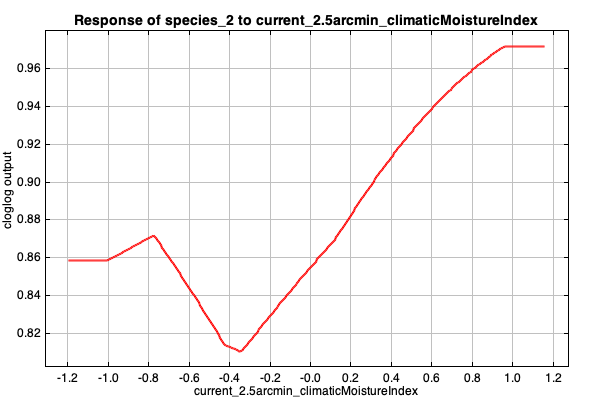 Response of species_2 to current_2.5arcmin_climaticMoistureIndex
cloglog output
0.96
0.94
0.92
0.90
0.88
0.86
0.84
0.82
-1.2 -1.0 -0.8 -0.6 -0.4 -0.2 -0.0 0.2 0.4 0.6 0.8 1.0 1.2
current_2.5arcmin_climaticMoistureIndex